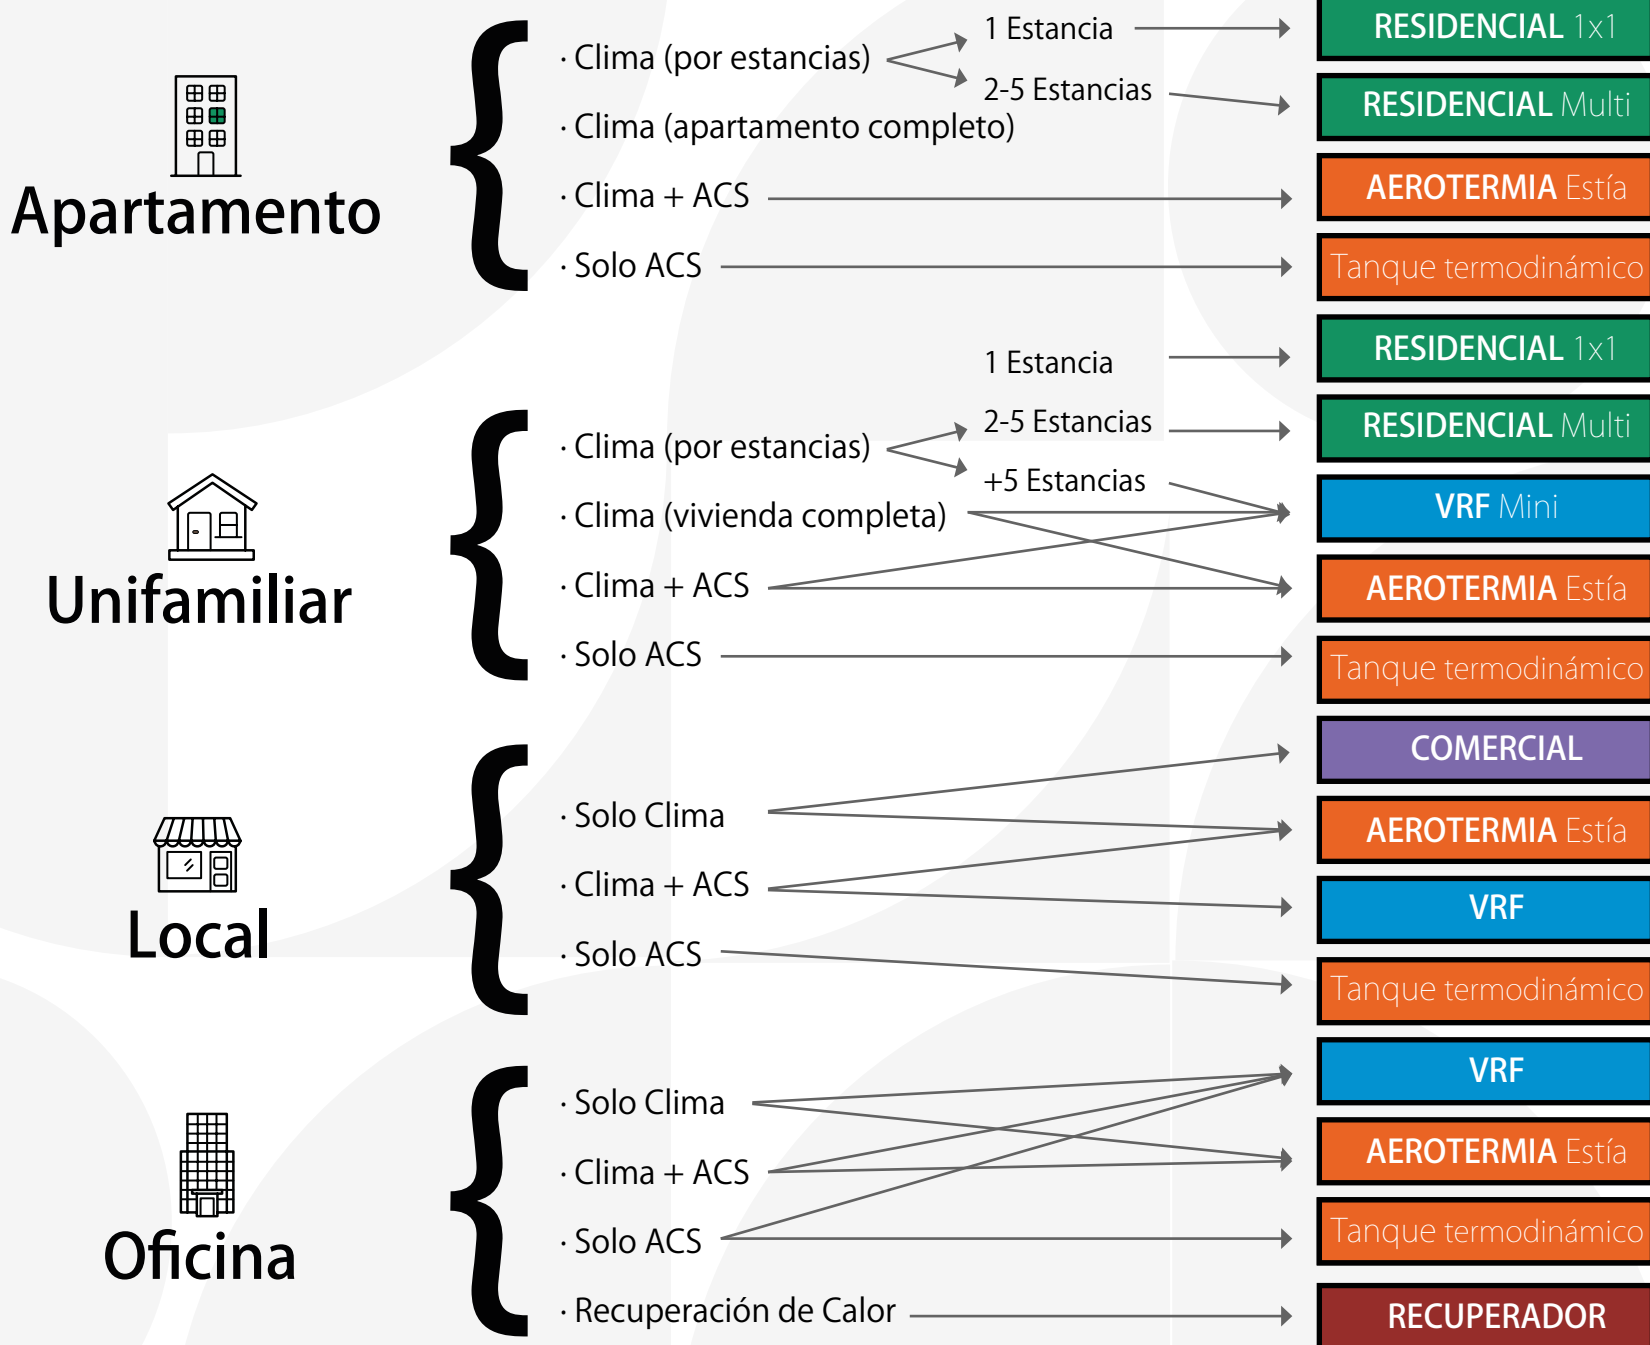 Apartamento
· Clima (por estancias)
1 Estancia
RESIDENCIAL 1x1
2-5 Estancias
RESIDENCIAL Multi
· Clima (apartamento completo)
· Clima + ACS
AEROTERMIA Estía
· Solo ACS
Tanque termodinámico
Unifamiliar
1 Estancia
RESIDENCIAL 1x1
· Clima (por estancias)
2-5 Estancias
RESIDENCIAL Multi
+5 Estancias
VRF Mini
· Clima (vivienda completa)
· Clima + ACS
AEROTERMIA Estía
· Solo ACS
Tanque termodinámico
Local
COMERCIAL
· Solo Clima
AEROTERMIA Estía
· Clima + ACS
VRF
· Solo ACS
Tanque termodinámico
Oficina
· Solo Clima
VRF
· Clima + ACS
AEROTERMIA Estía
· Solo ACS
Tanque termodinámico
· Recuperación de Calor
RECUPERADOR